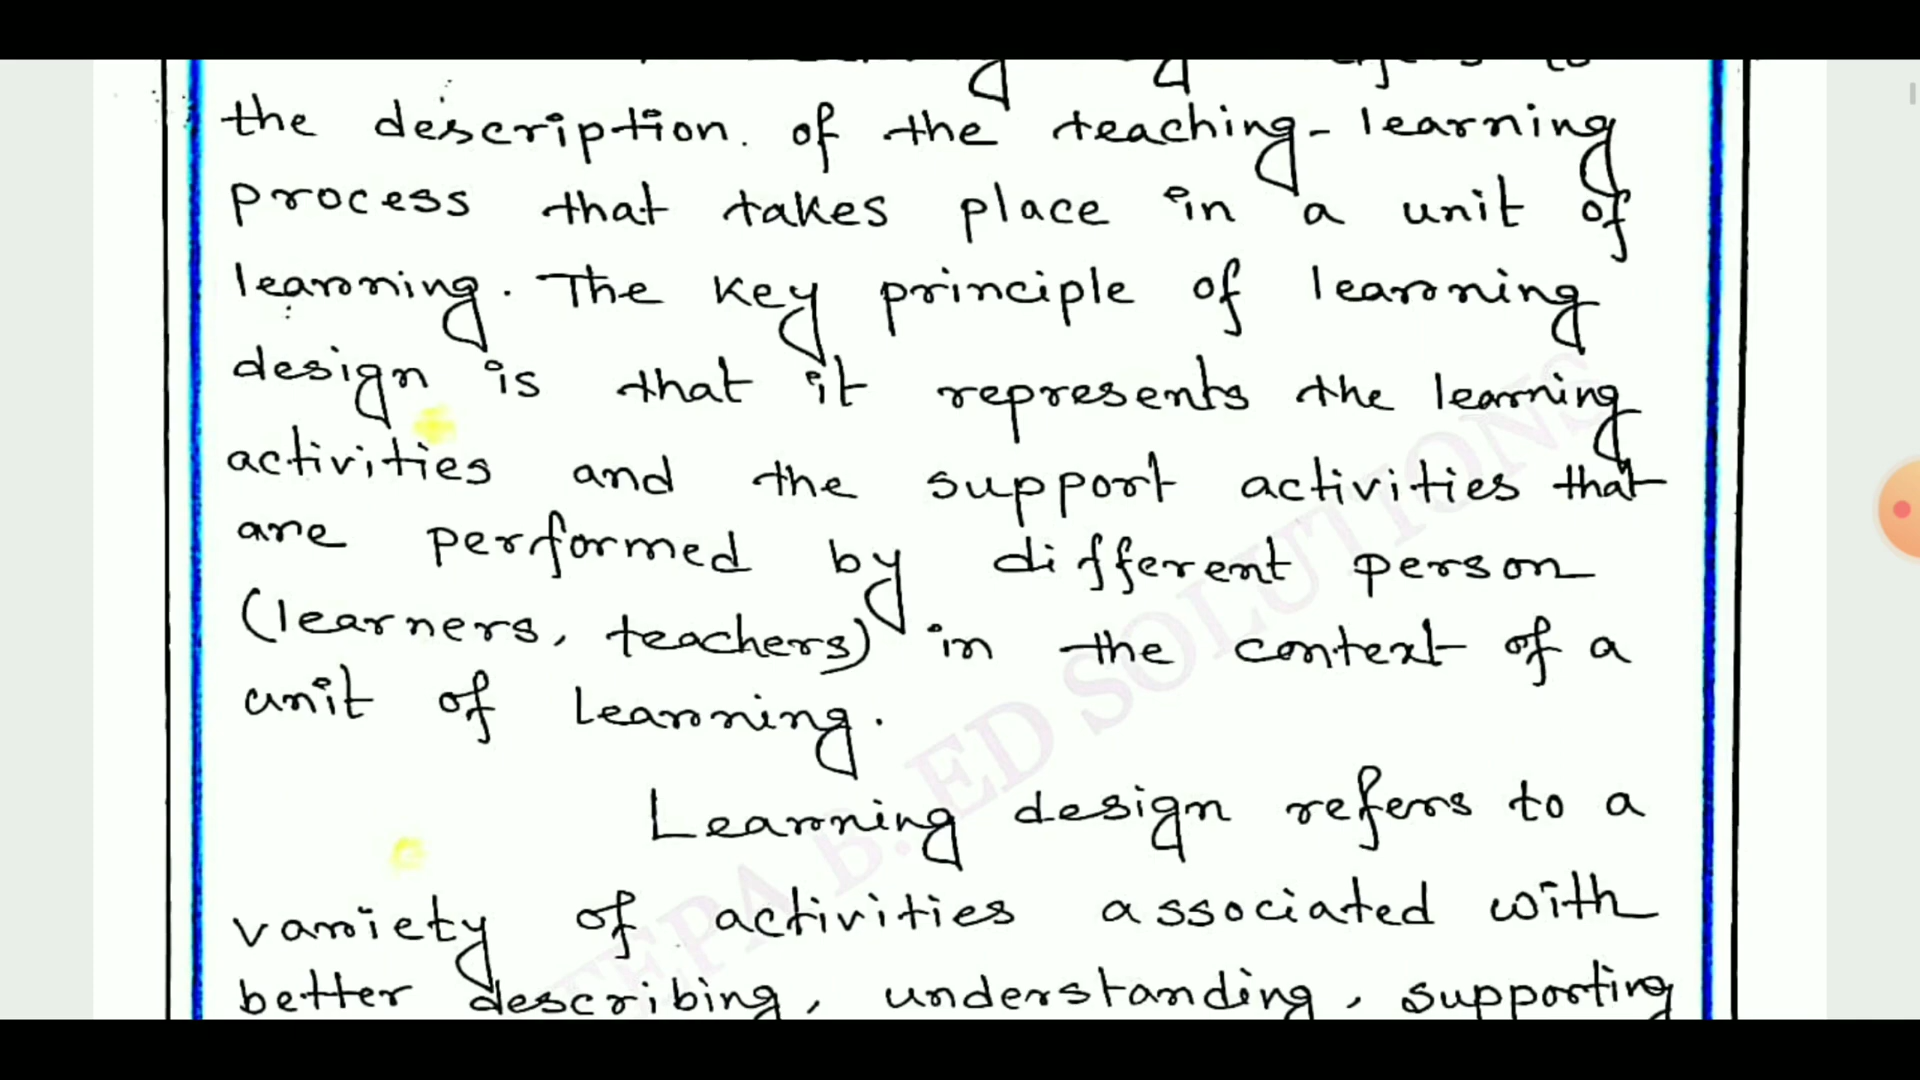 the description. of the teaching-learning
process that takes place in a unit of
learning. The key principle of learning
design is that it represents the learning
activities and the support activities that
are performed by different person
(learners, teachers) in the context of a
unit of Learning.
Learning design refers to a
variety of activities associated with
better describing, understanding, supporting
TEPA B.ED SOLUTIONS